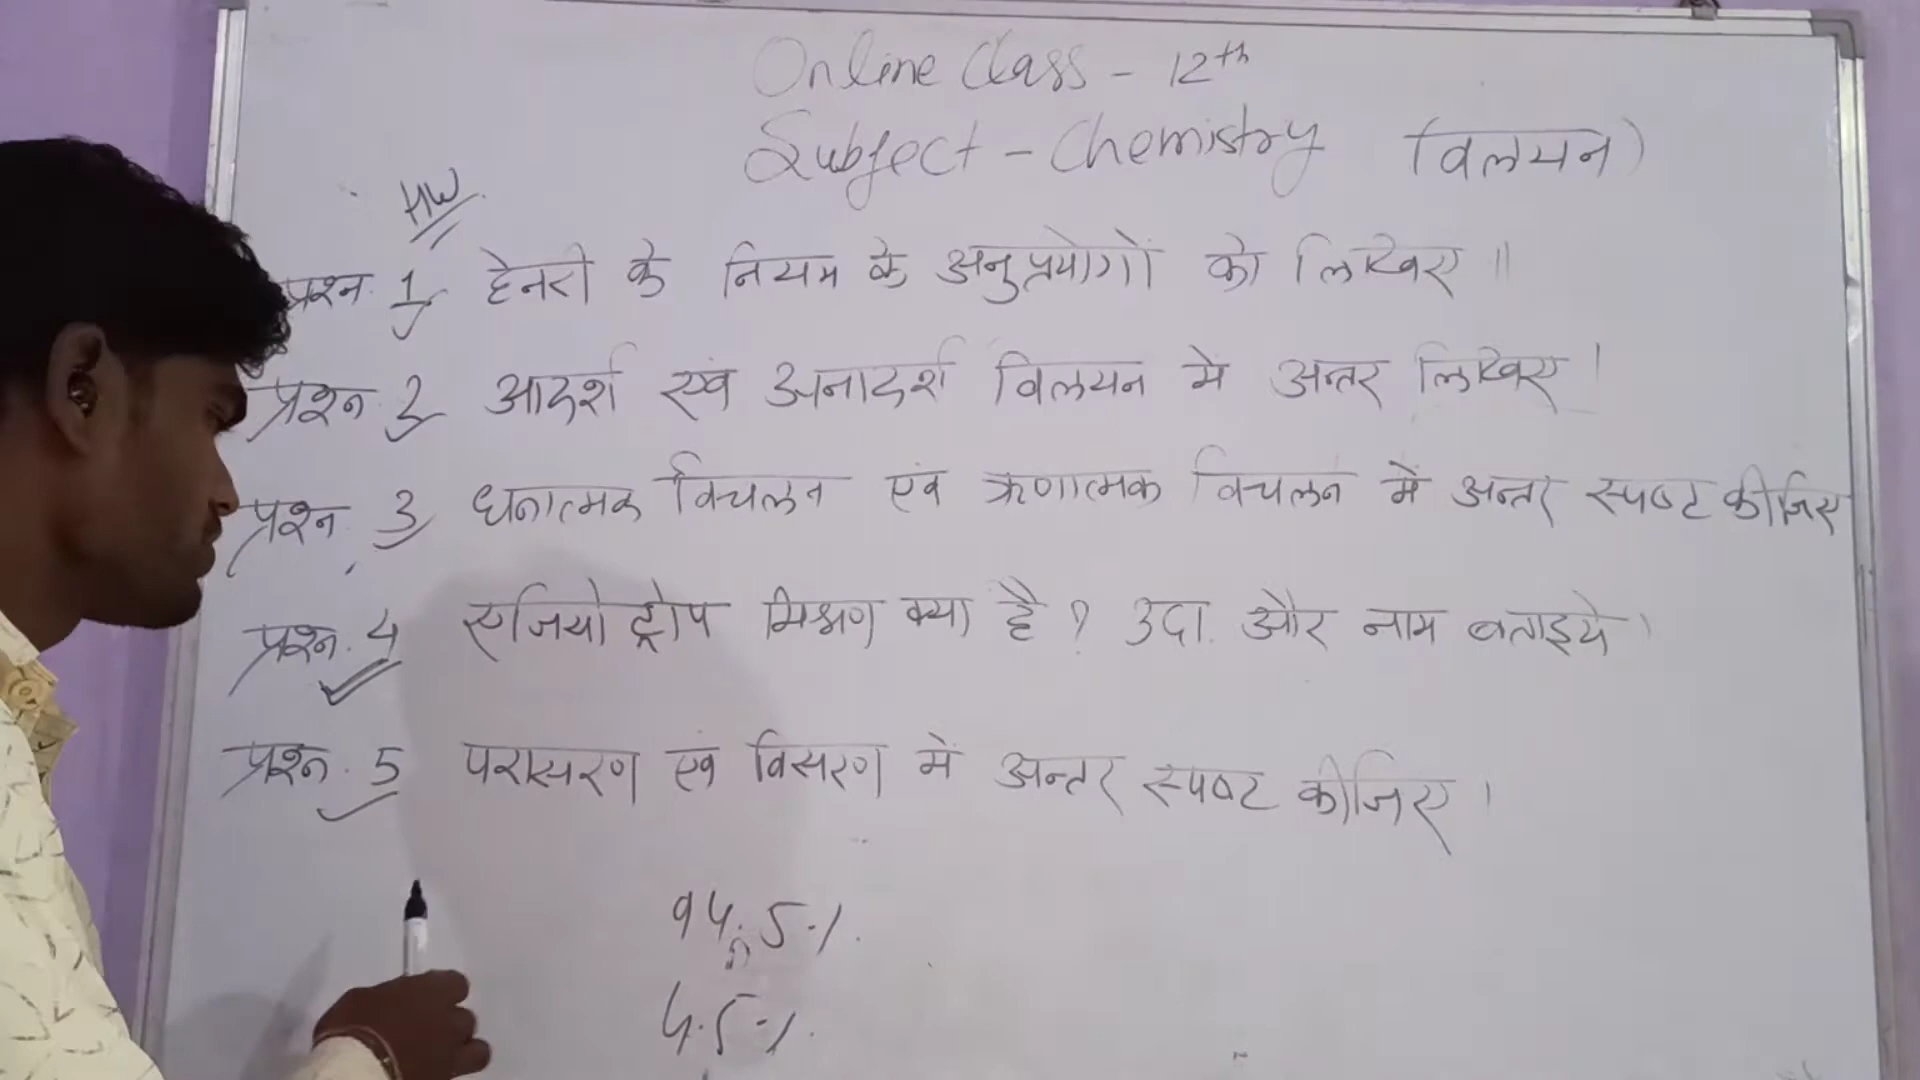 Online Class - 12th
Subject - Chemistry (विलयन)
HW
प्रश्न. 1 हेनरी के नियम के अनुप्रयोगों को लिखिए ॥
प्रश्न. 2 आदर्श एवं अनादर्श विलयन में अन्तर लिखिए।
प्रश्न. 3 धनात्मक विचलन एवं ऋणात्मक विचलन में अन्तर स्पष्ट कीजिए
प्रश्न. 4 एजियोट्रोप मिश्रण क्या है ? उदा. और नाम बताइये।
प्रश्न. 5 परासरण एवं विसरण में अन्तर स्पष्ट कीजिए।
94.5%.
4.5%.